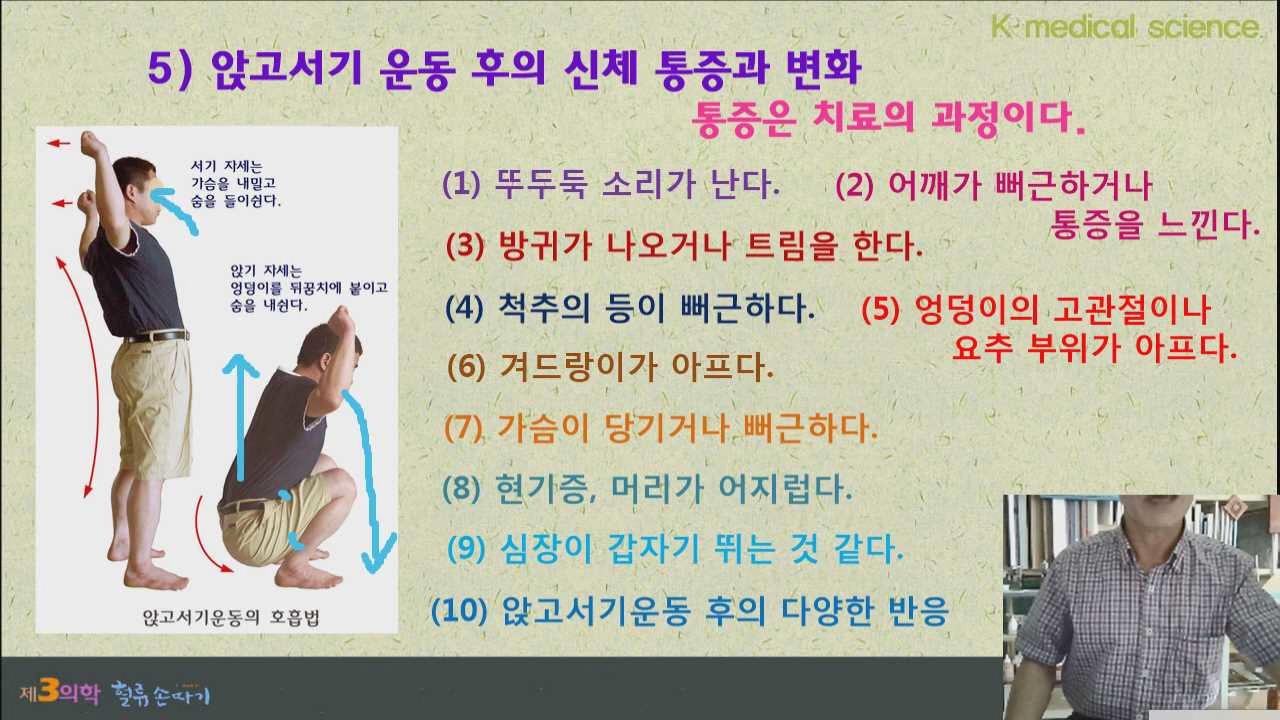 K medical science
5) 앉고서기 운동 후의 신체 통증과 변화
통증은 치료의 과정이다.
서기 자세는
가슴을 내밀고
숨을 들이쉰다.
앉기 자세는
엉덩이를 뒤꿈치에 붙이고
숨을 내쉰다.
앉고서기운동의 호흡법
(1) 뚜두둑 소리가 난다.
(2) 어깨가 뻐근하거나
통증을 느낀다.
(3) 방귀가 나오거나 트림을 한다.
(4) 척추의 등이 뻐근하다.
(5) 엉덩이의 고관절이나
요추 부위가 아프다.
(6) 겨드랑이가 아프다.
(7) 가슴이 당기거나 뻐근하다.
(8) 현기증, 머리가 어지럽다.
(9) 심장이 갑자기 뛰는 것 같다.
(10) 앉고서기운동 후의 다양한 반응
제3의학 혈류 손따기